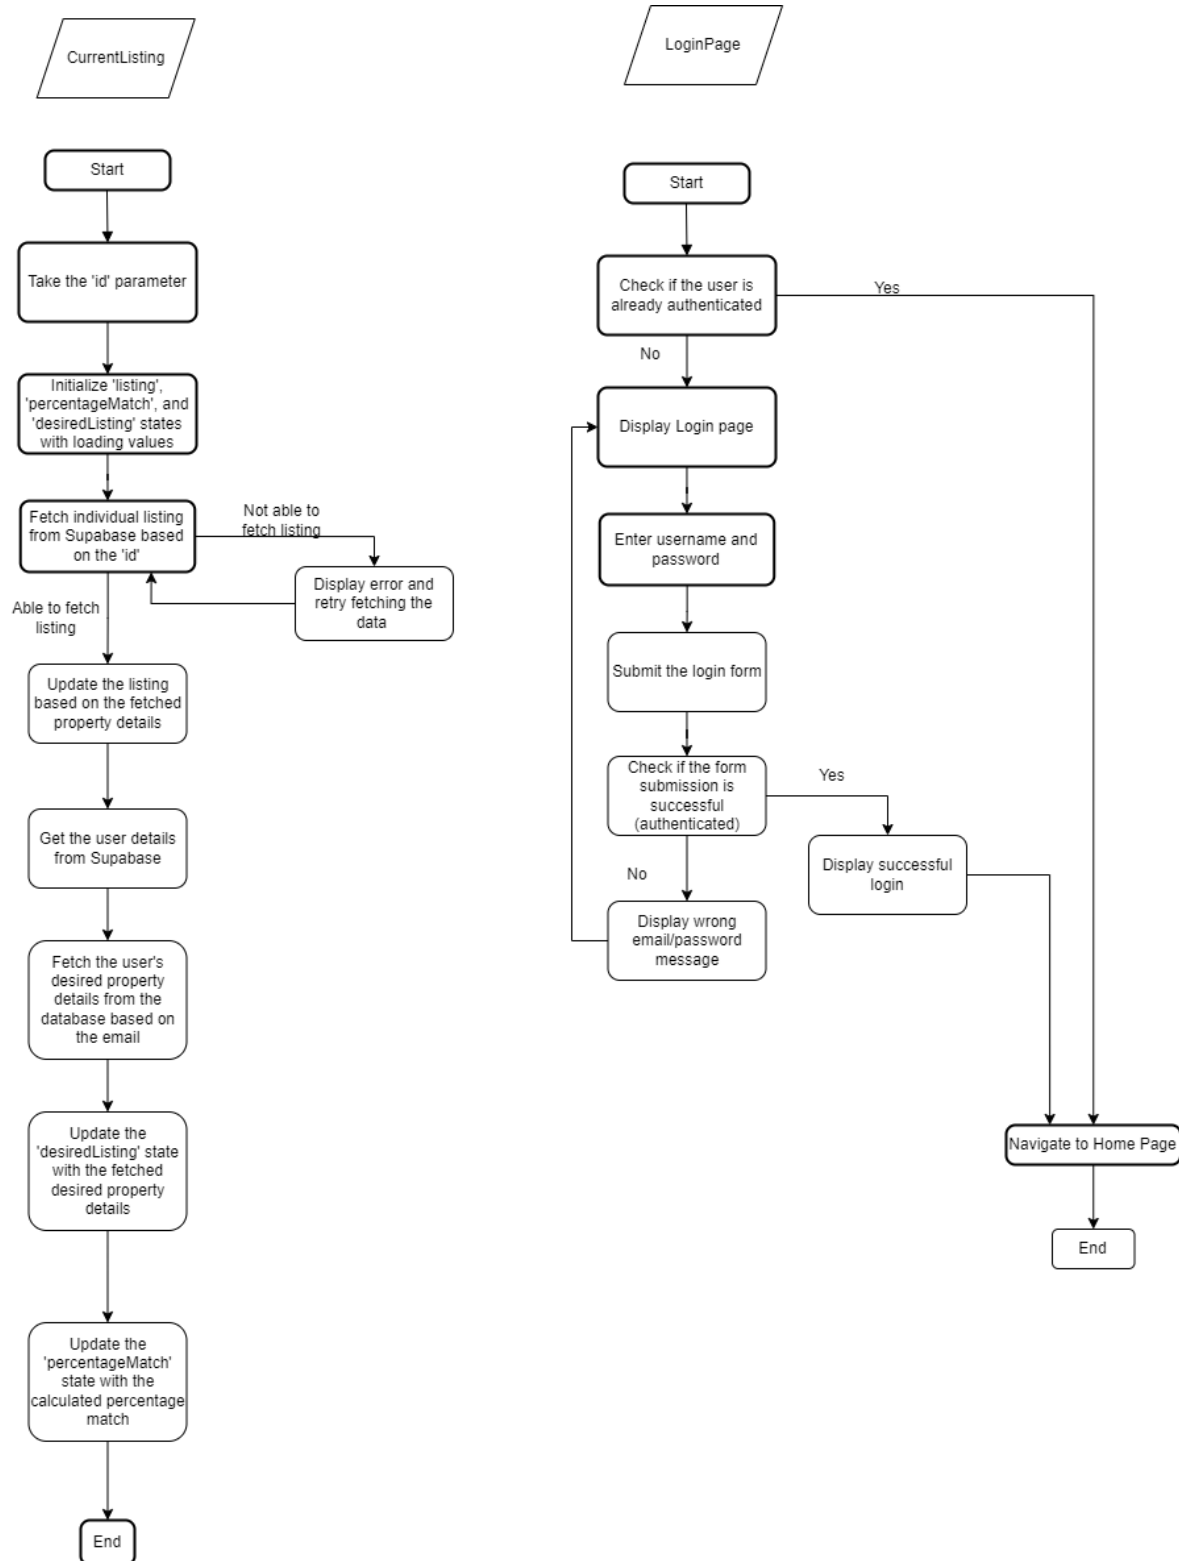 CurrentListing
Start
Take the 'id' parameter
Initialize 'listing',
'percentageMatch', and
'desiredListing' states
with loading values
Fetch individual listing
from Supabase based
on the 'id'
Not able to
fetch listing
Display error and
retry fetching the
data
Able to fetch
listing
Update the listing
based on the fetched
property details
Get the user details
from Supabase
Fetch the user's
desired property
details from the
database based on
the email
Update the
'desiredListing' state
with the fetched
desired property
details
Update the
'percentageMatch'
state with the
calculated percentage
match
End
LoginPage
Start
Check if the user is
already authenticated
Yes
No
Display Login page
Enter username and
password
Submit the login form
Check if the form
submission is
successful
(authenticated)
Yes
Display successful
login
No
Display wrong
email/password
message
Navigate to Home Page
End